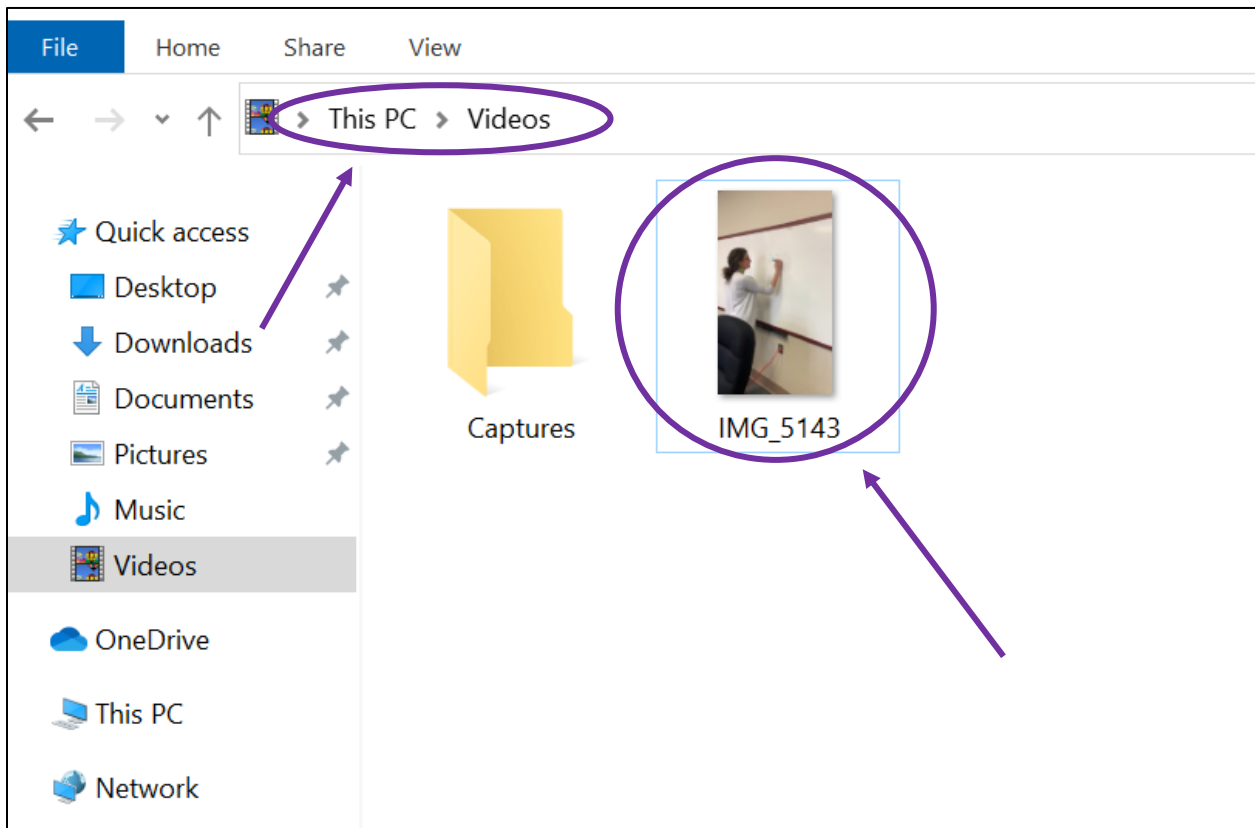 File Home Share View
This PC Videos
Quick access
Desktop
Downloads
Documents
Pictures
Music
Videos
OneDrive
This PC
Network
Captures
IMG_5143